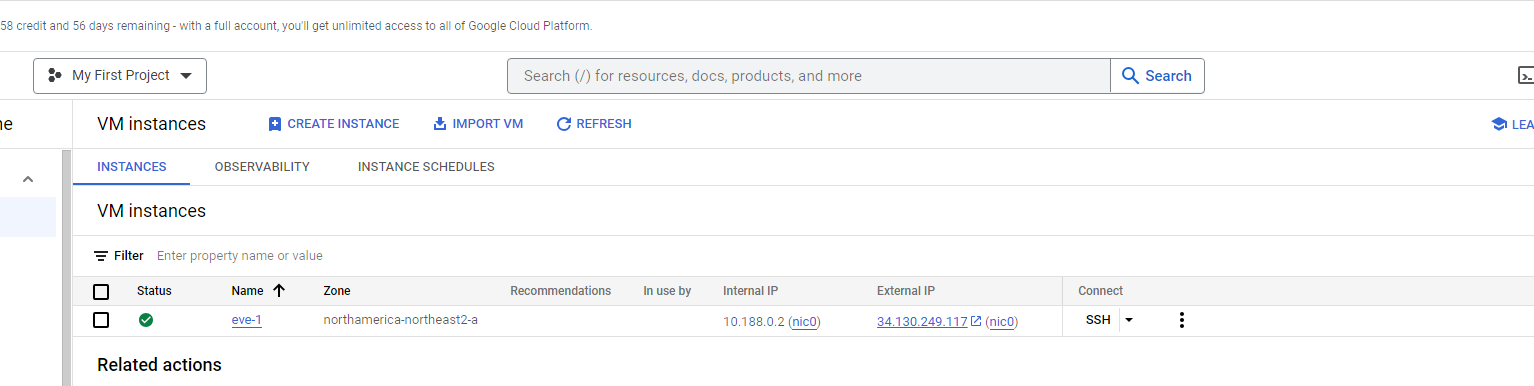 58 credit and 56 days remaining - with a full account, you'll get unlimited access to all of Google Cloud Platform.
My First Project
Search (/) for resources, docs, products, and more
Search
ne
VM instances
CREATE INSTANCE
IMPORT VM
REFRESH
LEA
INSTANCES
OBSERVABILITY
INSTANCE SCHEDULES
VM instances
Filter Enter property name or value
Status Name Zone Recommendations In use by Internal IP External IP Connect
eve-1 northamerica-northeast2-a 10.188.0.2 (nic0) 34.130.249.117 (nic0) SSH
Related actions